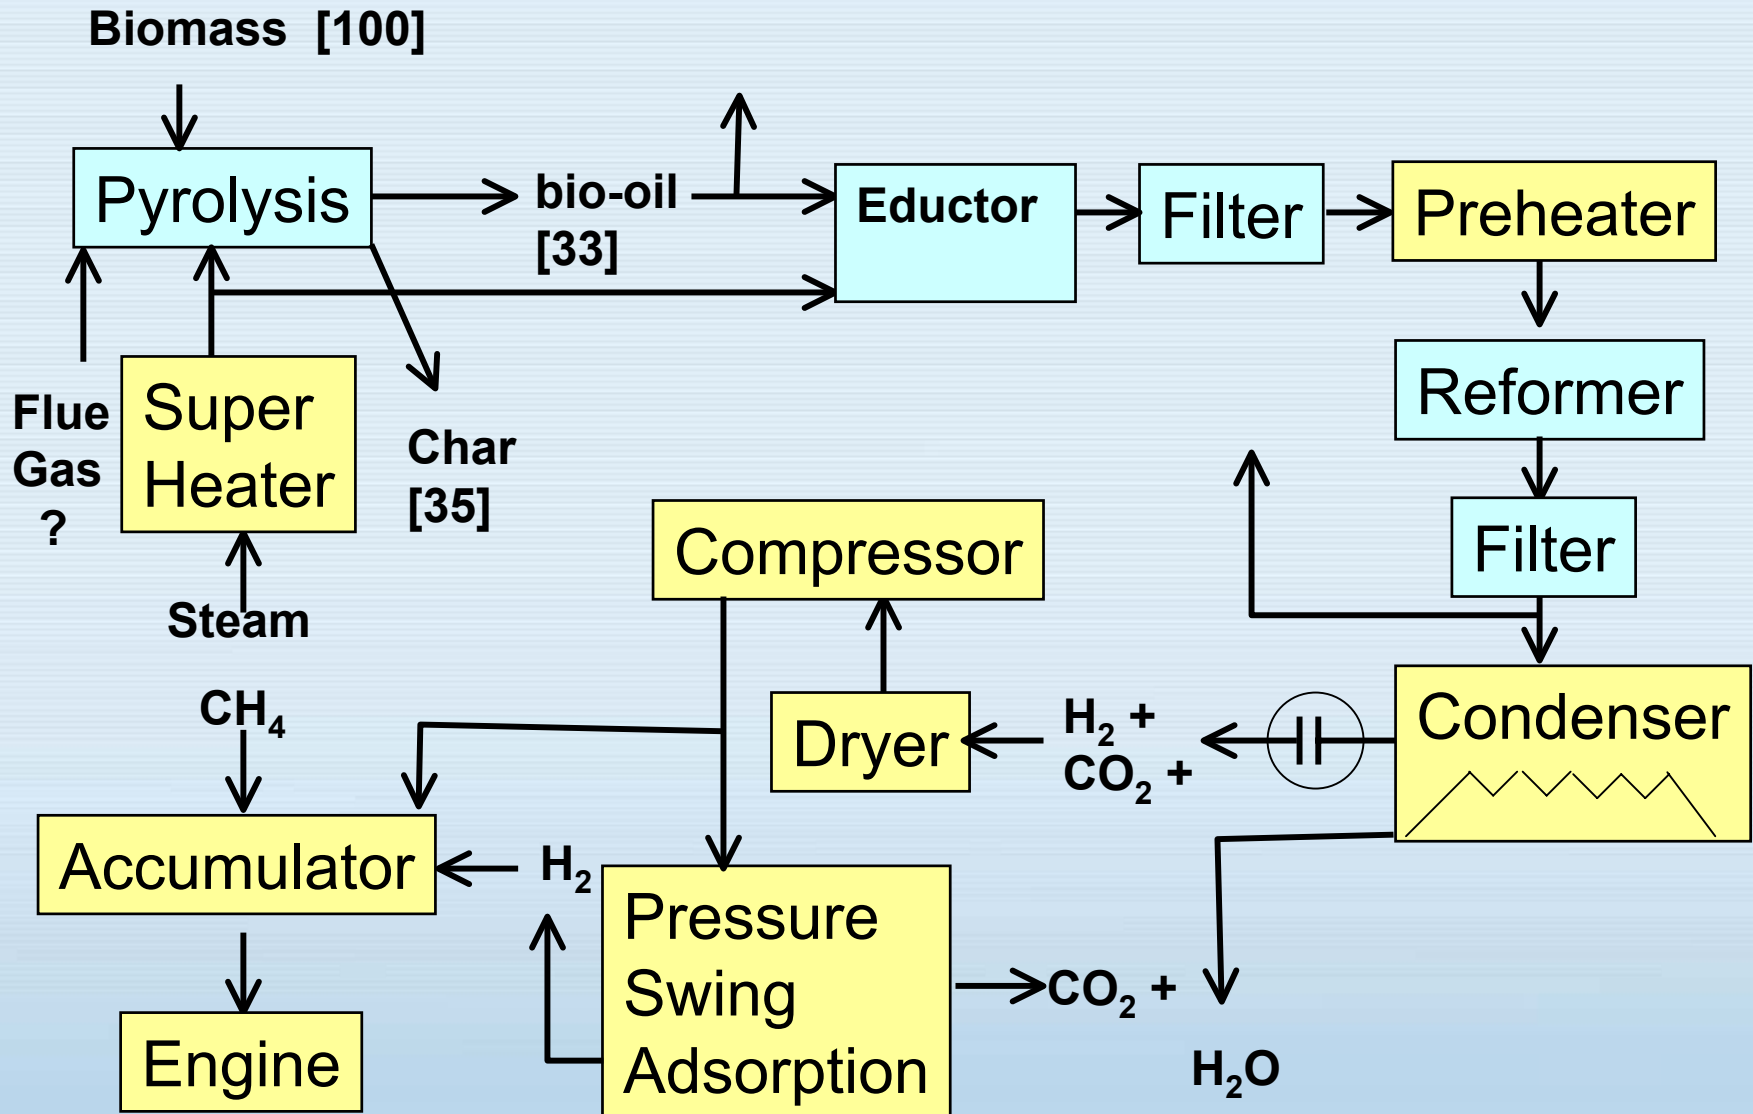 Biomass [100]
Pyrolysis
bio-oil
[33]
Eductor
Filter
Preheater
Flue
Gas
?
Super
Heater
Char
[35]
Reformer
Filter
Compressor
Steam
CH₄
Dryer
H₂ +
CO₂ +
Condenser
Accumulator
H₂
Pressure
Swing
Adsorption
CO₂ +
H₂O
Engine